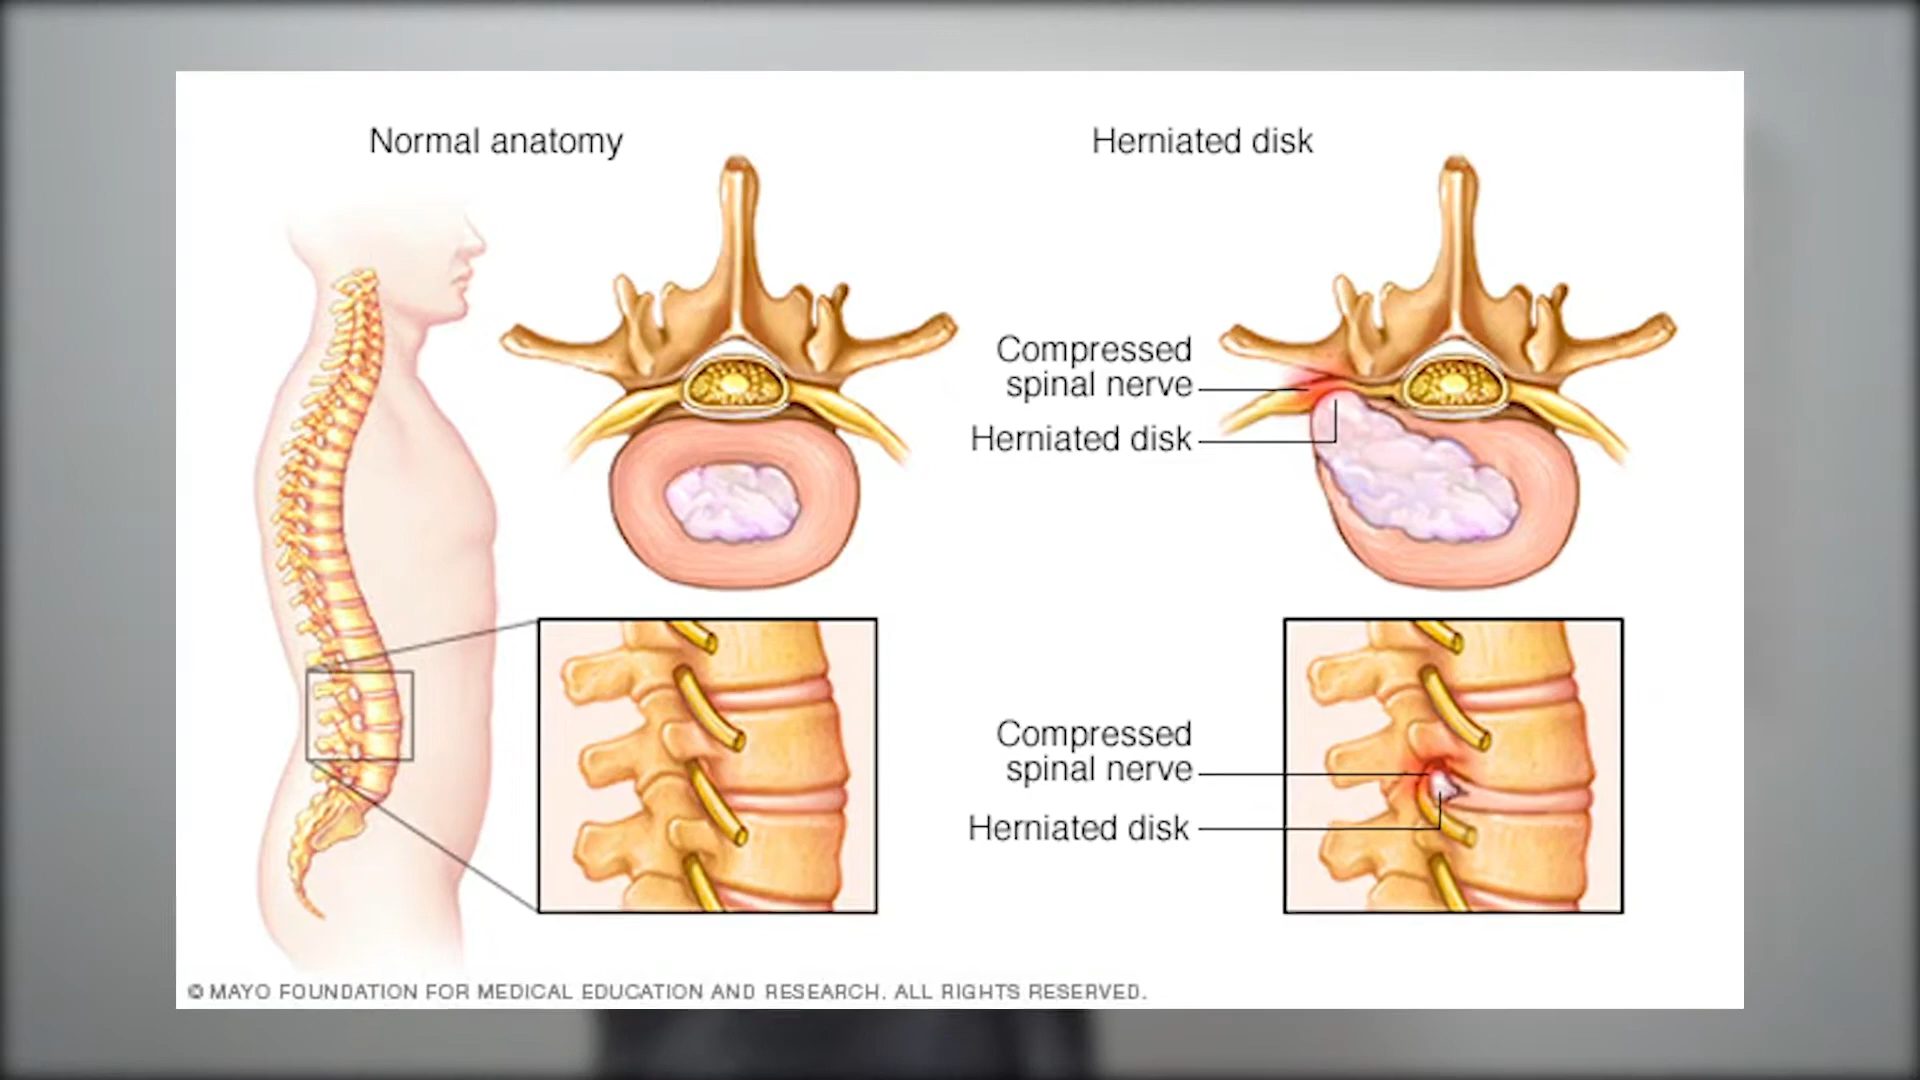 Normal anatomy
Herniated disk
Compressed
spinal nerve
Herniated disk
Compressed
spinal nerve
Herniated disk
© MAYO FOUNDATION FOR MEDICAL EDUCATION AND RESEARCH. ALL RIGHTS RESERVED.